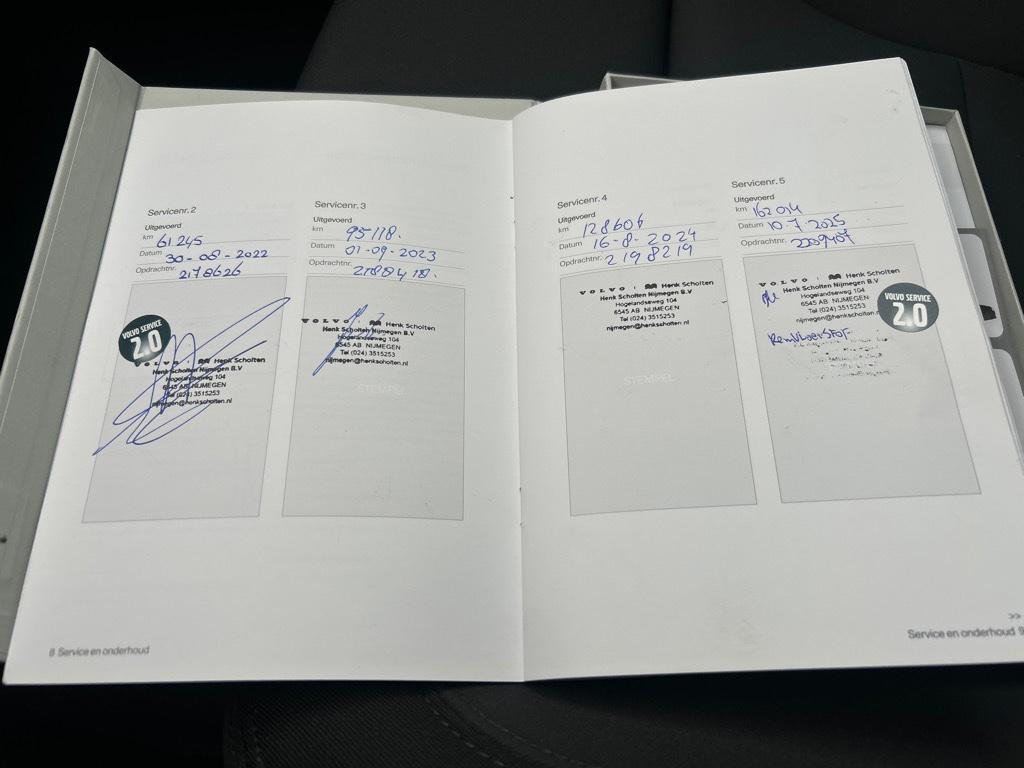 Servicenr. 2
Uitgevoerd
km 61245
Datum 30-08-2022
Opdrachtnr. 2178626
VOLVO SERVICE
2.0
VOLVO Henk Scholten
Henk Scholten Nijmegen B.V
Hogelandseweg 104
6545 AB NIJMEGEN
Tel (024) 3515253
nijmegen@henkscholten.nl
Servicenr. 3
Uitgevoerd
km 95118.
Datum 01-09-2023
Opdrachtnr.
VOLVO Henk Scholten
Henk Scholten Nijmegen B.V
Hogelandseweg 104
6545 AB NIJMEGEN
Tel (024) 3515253
nijmegen@henkscholten.nl
STEMPEL
8 Service en onderhoud
Servicenr. 4
Uitgevoerd
km 128606
Datum 16-8-2024
Opdrachtnr. 2198219
VOLVO Henk Scholten
Henk Scholten Nijmegen B.V
Hogelandseweg 104
6545 AB NIJMEGEN
Tel (024) 3515253
nijmegen@henkscholten.nl
STEMPEL
Servicenr. 5
Uitgevoerd
km 162014
Datum 10-7-2025
Opdrachtnr.
VOLVO Henk Scholten
Henk Scholten Nijmegen B.V
Hogelandseweg 104
6545 AB NIJMEGEN
Tel (024) 3515253
nijmegen@henkscholten.n
VOLVO SERVICE
2.0
Remvloeistof
>>
Service en onderhoud 9